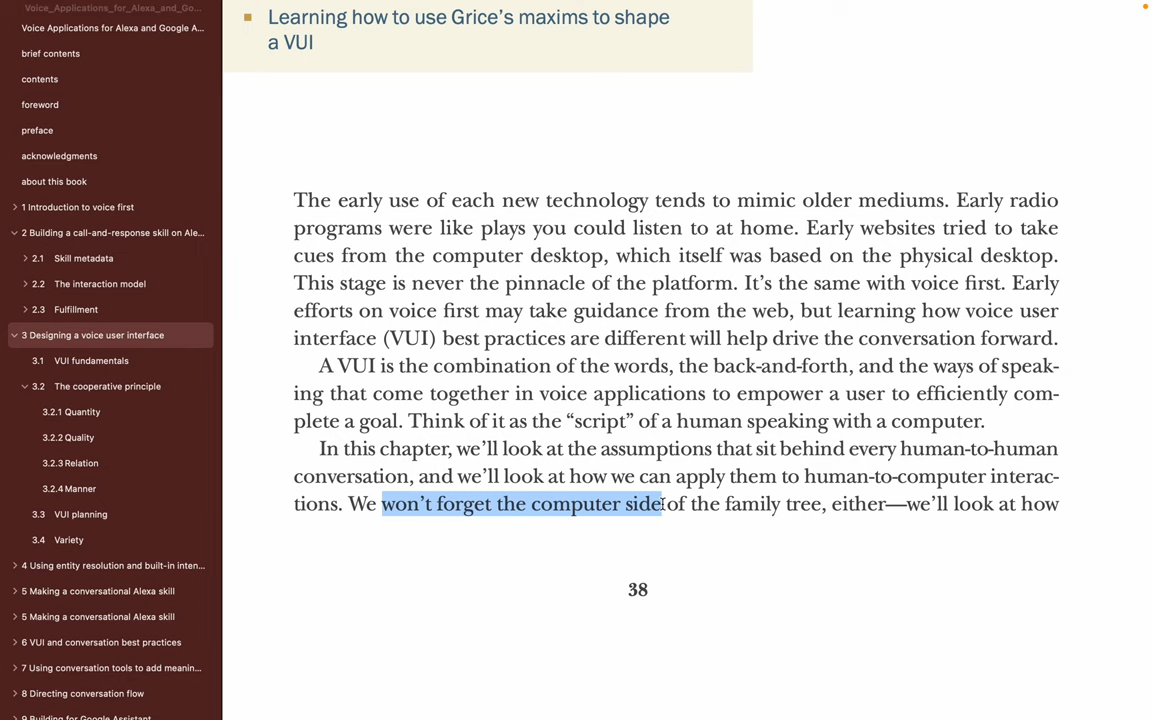 Voice_Applications_for_Alexa_and_Go...
Voice Applications for Alexa and Google A...
brief contents
contents
foreword
preface
acknowledgments
about this book
1 Introduction to voice first
2 Building a call-and-response skill on Ale...
2.1 Skill metadata
2.2 The interaction model
2.3 Fulfillment
3 Designing a voice user interface
3.1 VUI fundamentals
3.2 The cooperative principle
3.2.1 Quantity
3.2.2 Quality
3.2.3 Relation
3.2.4 Manner
3.3 VUI planning
3.4 Variety
4 Using entity resolution and built-in inten...
5 Making a conversational Alexa skill
5 Making a conversational Alexa skill
6 VUI and conversation best practices
7 Using conversation tools to add meanin...
8 Directing conversation flow
9 Building for Google Assistant
Learning how to use Grice's maxims to shape
a VUI
The early use of each new technology tends to mimic older mediums. Early radio
programs were like plays you could listen to at home. Early websites tried to take
cues from the computer desktop, which itself was based on the physical desktop.
This stage is never the pinnacle of the platform. It's the same with voice first. Early
efforts on voice first may take guidance from the web, but learning how voice user
interface (VUI) best practices are different will help drive the conversation forward.
A VUI is the combination of the words, the back-and-forth, and the ways of speak-
ing that come together in voice applications to empower a user to efficiently com-
plete a goal. Think of it as the “script” of a human speaking with a computer.
In this chapter, we'll look at the assumptions that sit behind every human-to-human
conversation, and we'll look at how we can apply them to human-to-computer interac-
tions. We won't forget the computer side of the family tree, either—we'll look at how
38